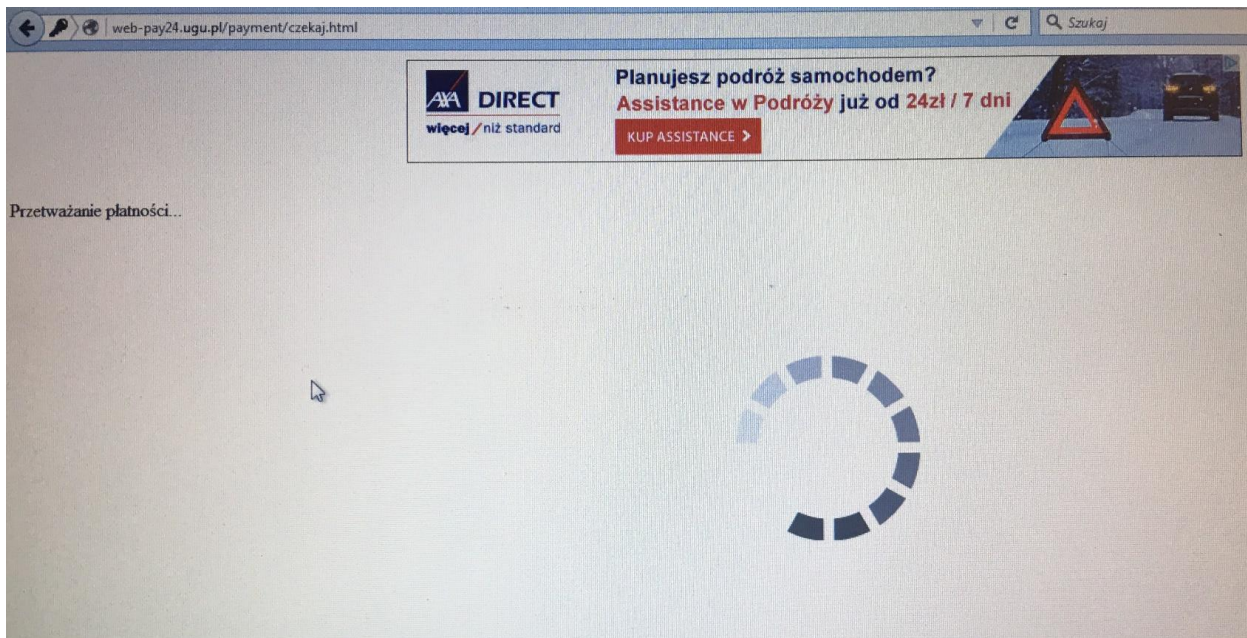 web-pay24.ugu.pl/payment/czekaj.html
Szukaj
AXA DIRECT
więcej / niż standard
Planujesz podróż samochodem?
Assistance w Podróży już od 24zł / 7 dni
KUP ASSISTANCE >
Przetważanie płatności...